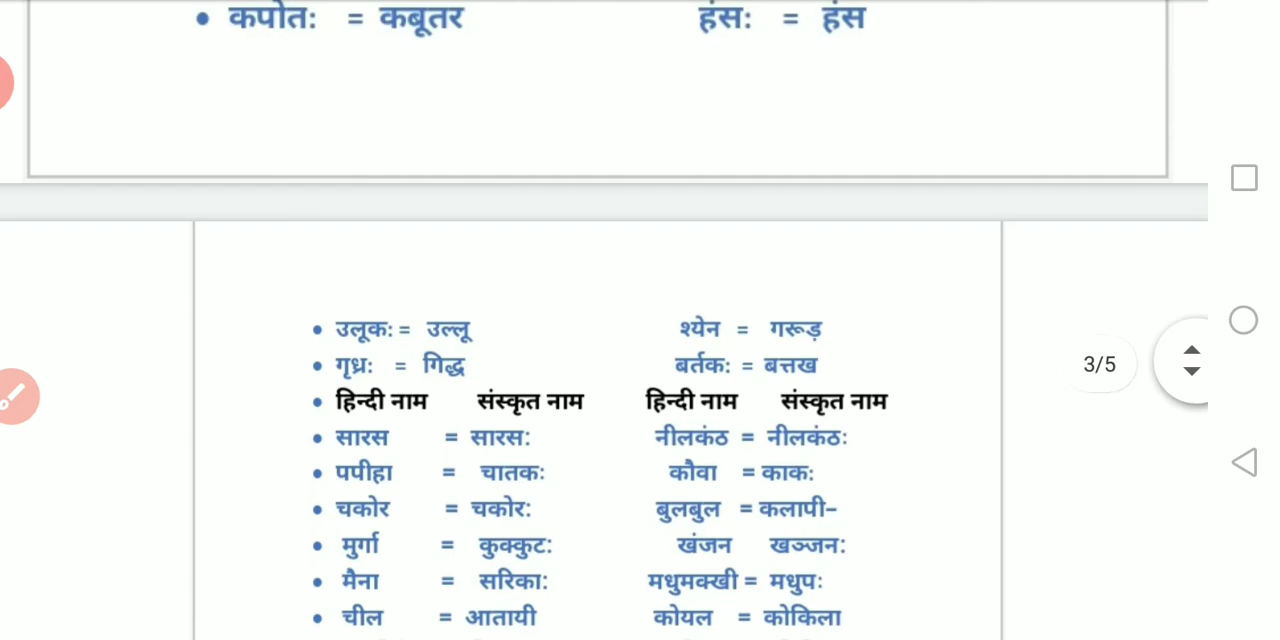 • कपोत: = कबूतर हंस: = हंस
• उलूक: = उल्लू श्येन = गरूड़
• गृध्र: = गिद्ध बर्तक: = बत्तख
3/5
• हिन्दी नाम संस्कृत नाम हिन्दी नाम संस्कृत नाम
• सारस = सारस: नीलकंठ = नीलकंठ:
• पपीहा = चातक: कौवा = काक:
• चकोर = चकोर: बुलबुल = कलापी-
• मुर्गा = कुक्कुट: खंजन खञ्जन:
• मैना = सरिका: मधुमक्खी = मधुप:
• चील = आतायी कोयल = कोकिला